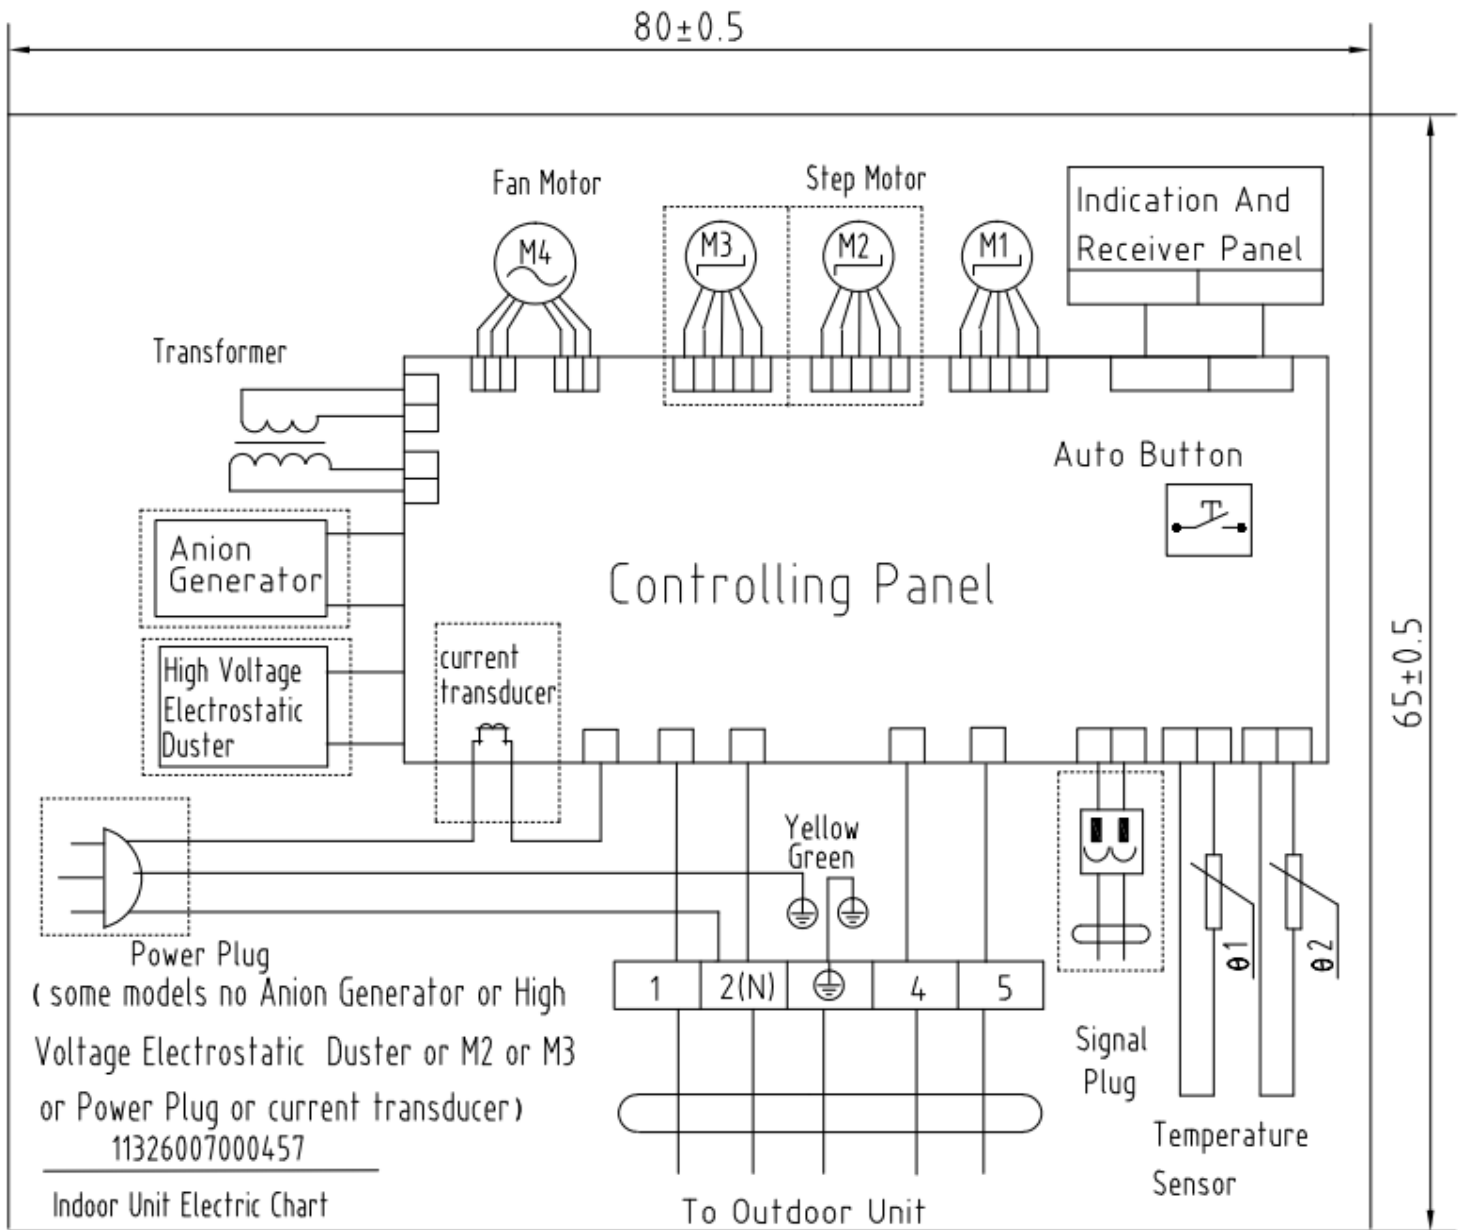 80±0.5
Fan Motor
Step Motor
Indication And
Receiver Panel
M4
M3
M2
M1
Transformer
Auto Button
Anion
Generator
Controlling Panel
65±0.5
High Voltage
Electrostatic
Duster
current
transducer
Yellow
Green
Power Plug
θ1
θ2
1
2(N)
4
5
(some models no Anion Generator or High
Voltage Electrostatic Duster or M2 or M3
or Power Plug or current transducer)
11326007000457
Indoor Unit Electric Chart
To Outdoor Unit
Signal
Plug
Temperature
Sensor